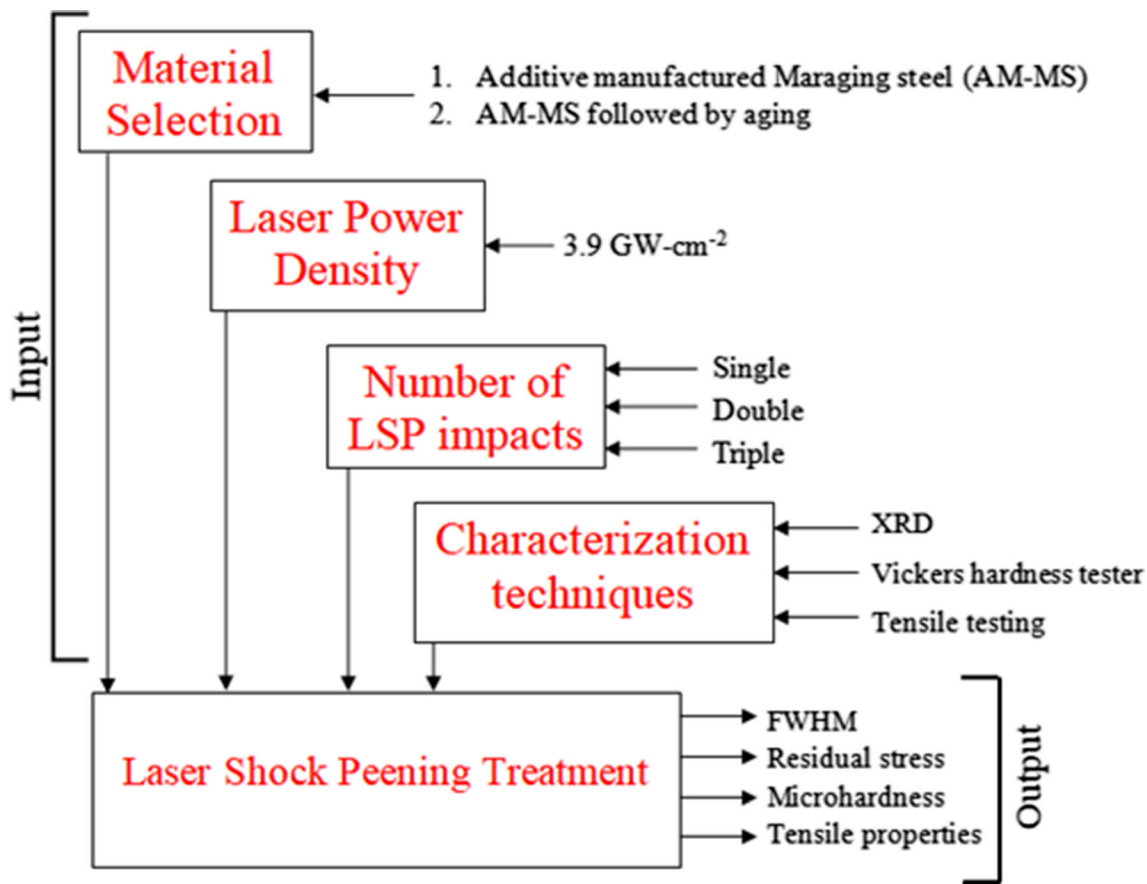 Input
Material
Selection
1. Additive manufactured Maraging steel (AM-MS)
2. AM-MS followed by aging
Laser Power
Density
3.9 GW-cm⁻²
Number of
LSP impacts
Single
Double
Triple
Characterization
techniques
XRD
Vickers hardness tester
Tensile testing
Laser Shock Peening Treatment
FWHM
Residual stress
Microhardness
Tensile properties
Output